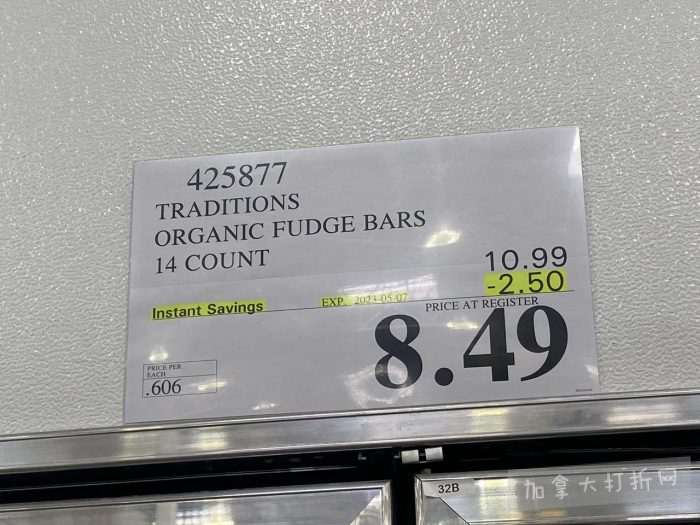 425877
TRADITIONS
ORGANIC FUDGE BARS
14 COUNT
10.99
-2.50
Instant Savings
EXP. 2023-05-07
PRICE AT REGISTER
8.49
PRICE PER
EACH
.606
32B
加拿大打折网